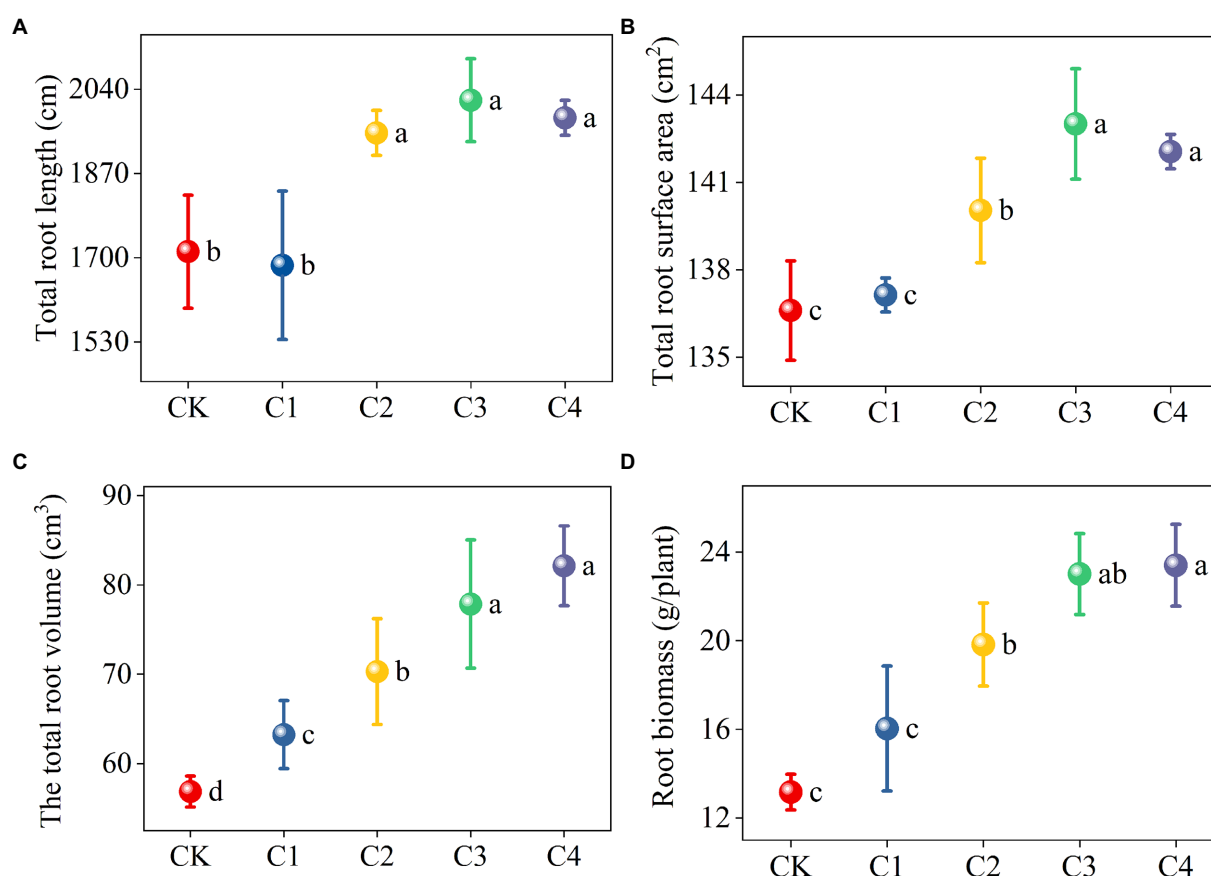 A
Total root length (cm)
2040
1870
1700
1530
b
b
a
a
a
CK C1 C2 C3 C4
B
Total root surface area (cm²)
144
141
138
135
c
c
b
a
a
CK C1 C2 C3 C4
C
The total root volume (cm³)
90
80
70
60
d
c
b
a
a
CK C1 C2 C3 C4
D
Root biomass (g/plant)
24
20
16
12
c
c
b
ab
a
CK C1 C2 C3 C4